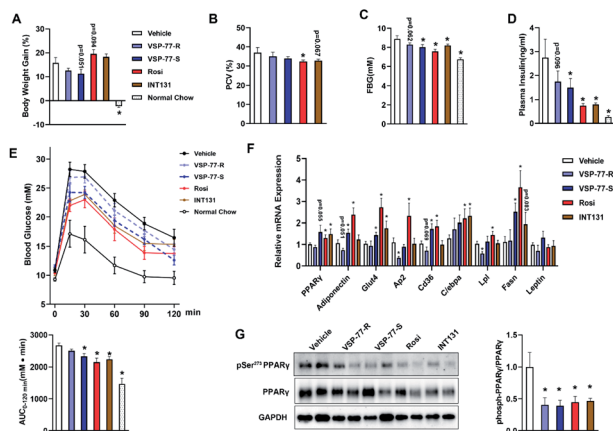 A
Body Weight Gain (%)
30
20
10
0
-10
p=0.051
p=0.094
*
Vehicle
VSP-77-R
VSP-77-S
Rosi
INT131
Normal Chow
B
PCV (%)
60
40
20
0
*
p=0.067
C
FBG(mM)
10
8
6
4
2
0
p=0.062
* * * *
D
Plasma Insulin(ng/ml)
4
3
2
1
0
p=0.096
* * * *
E
Blood Glucose (mM)
30
25
20
15
10
0 30 60 90 120 min
Vehicle
VSP-77-R
VSP-77-S
Rosi
INT131
Normal Chow
AUC0-120 min(mM • min)
3000
2000
1000
0
* * * *
F
Relative mRNA Expression
5
4
3
2
1
0
p=0.055
p=0.083
Vehicle
VSP-77-R
VSP-77-S
Rosi
INT131
PPARγ Adiponectin Glut4 Ap2 Cd36 C/ebpa Lpl Fasn Leptin
G
Vehicle VSP-77-R VSP-77-S Rosi INT131
pSer273 PPARγ
PPARγ
GAPDH
phosph-PPARγ/PPARγ
1.5
1.0
0.5
0.0
* * * *